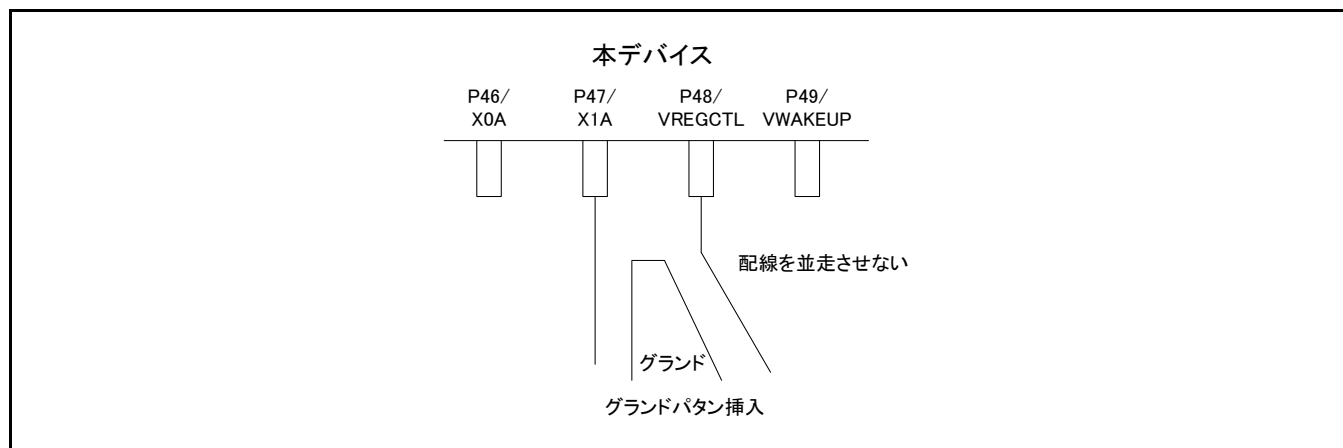 本デバイス
P46/ P47/ P48/ P49/
X0A X1A VREGCTL VWAKEUP
配線を並走させない
グランド
グランドパタン挿入